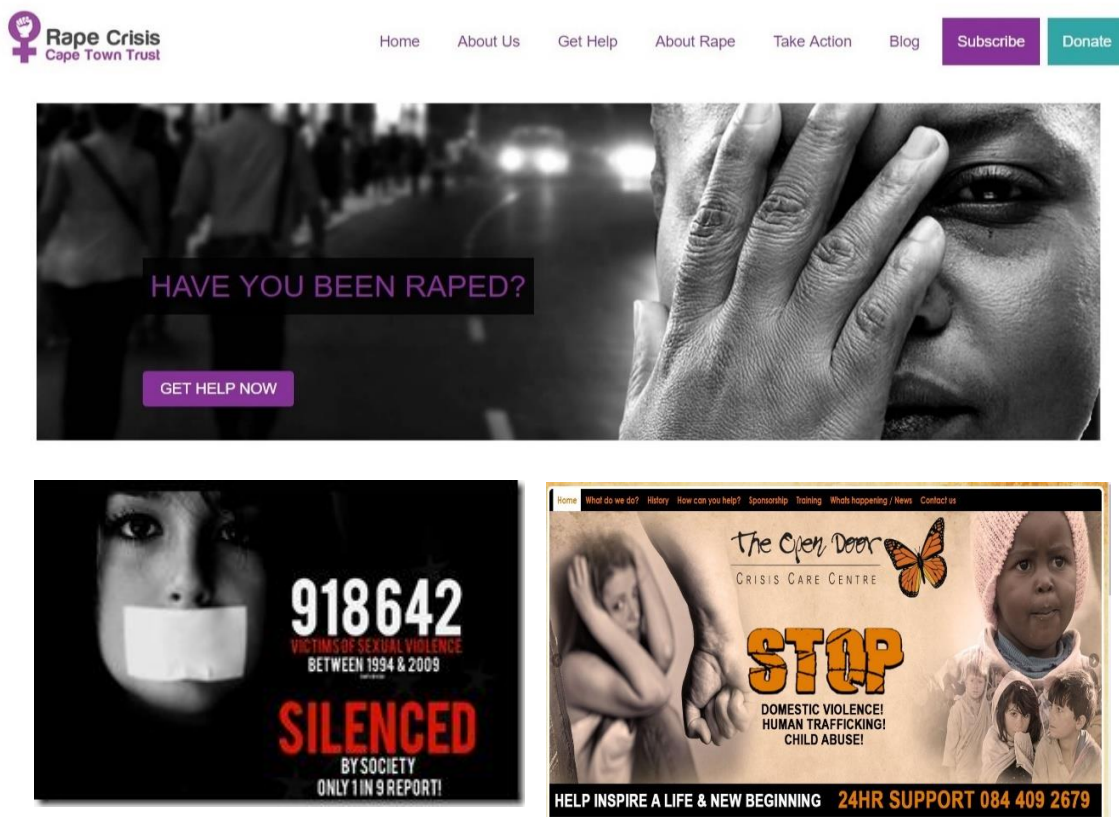 Rape Crisis
Cape Town Trust
Home About Us Get Help About Rape Take Action Blog Subscribe Donate
HAVE YOU BEEN RAPED?
GET HELP NOW
918642
VICTIMS OF SEXUAL VIOLENCE
BETWEEN 1994 & 2009
SILENCED
BY SOCIETY
ONLY 1 IN 9 REPORT!
Home What do we do? History How can you help? Sponsorship Training Whats happening / News Contact us
The Open Door
CRISIS CARE CENTRE
STOP
DOMESTIC VIOLENCE!
HUMAN TRAFFICKING!
CHILD ABUSE!
HELP INSPIRE A LIFE & NEW BEGINNING 24HR SUPPORT 084 409 2679